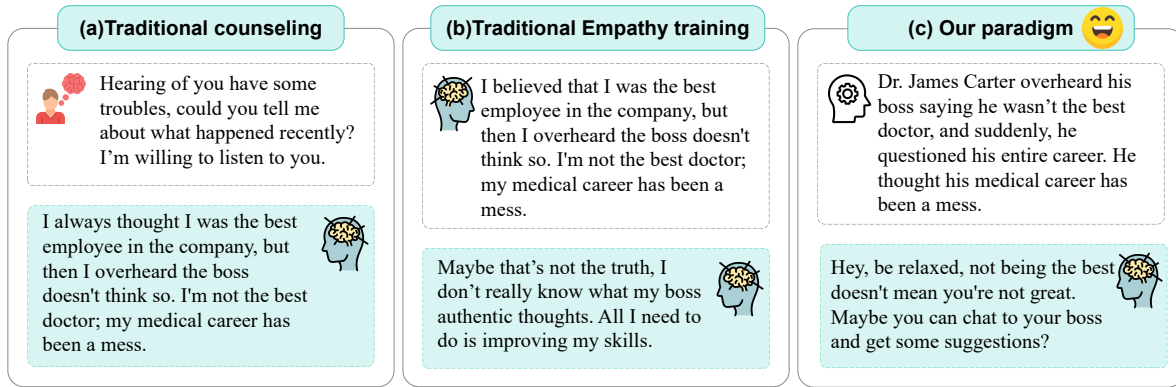 (a)Traditional counseling
Hearing of you have some
troubles, could you tell me
about what happened recently?
I'm willing to listen to you.
I always thought I was the best
employee in the company, but
then I overheard the boss
doesn't think so. I'm not the best
doctor; my medical career has
been a mess.
(b)Traditional Empathy training
I believed that I was the best
employee in the company, but
then I overheard the boss doesn't
think so. I'm not the best doctor;
my medical career has been a
mess.
Maybe that's not the truth, I
don't really know what my boss
authentic thoughts. All I need to
do is improving my skills.
(c) Our paradigm
Dr. James Carter overheard his
boss saying he wasn't the best
doctor, and suddenly, he
questioned his entire career. He
thought his medical career has
been a mess.
Hey, be relaxed, not being the best
doesn't mean you're not great.
Maybe you can chat to your boss
and get some suggestions?